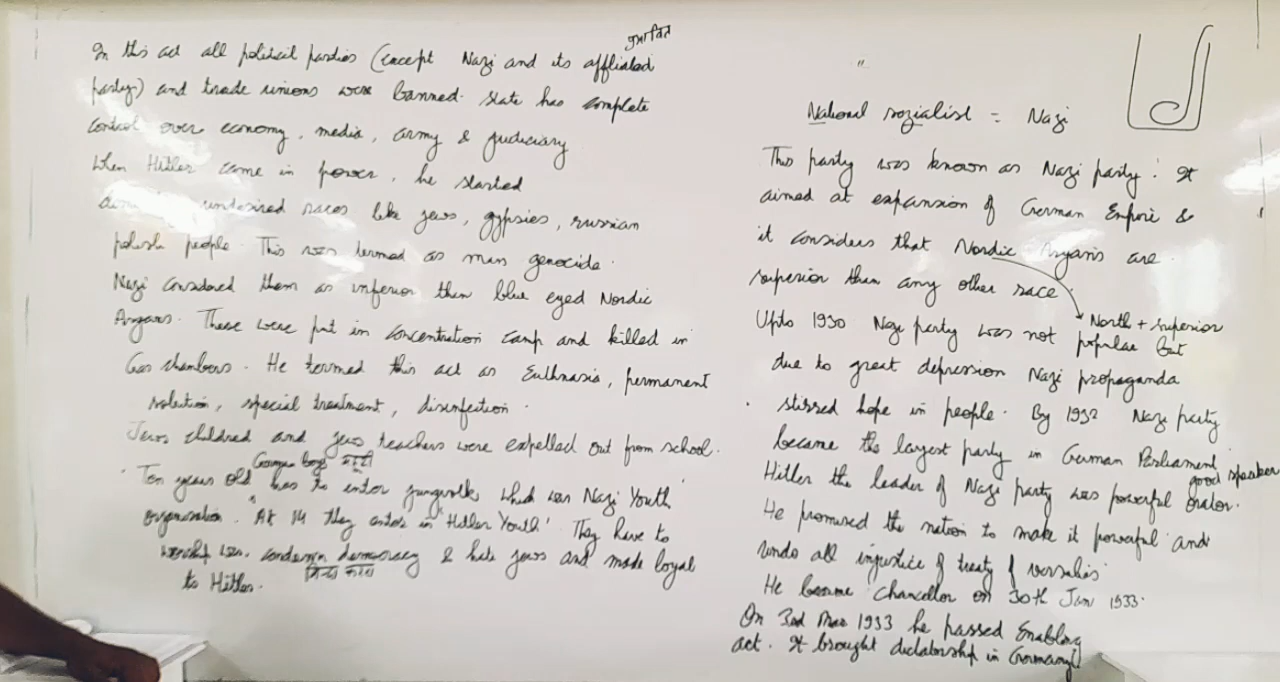 National sozialist = Nazi
This party was known as Nazi party. It
aimed at expansion of German Empire &
it considers that Nordic Aryans are
superior than any other race.
North + superior
Upto 1930 Nazi party was not popular but
due to great depression Nazi propaganda
stirred hope in people. By 1932 Nazi party
became the largest party in German Parliament
good speaker
Hitler the leader of Nazi party was powerful orator.
He promised the nation to make it powerful and
undo all injustice of treaty of
He became chancellor on 30th Jan 1933.
On 3rd Mar 1933 he passed Enabling
act. It brought dictatorship in Germany
In this act all political parties (except Nazi and its affliated
party) and trade unions were banned. State has complete
control over economy, media, army & judiciary
When Hitler came in power, he started
undesired races like jews, gypsies, russian
polish people. This was termed as mass genocide.
Nazi considered them as inferior then blue eyed Nordic
Aryans. These were put in concentration camp and killed in
Gas chambers. He termed this act as Euthnasia, permanent
solution, special treatment, disinfection.
Jews childred and jews teachers were expelled out from school.
German boys
Ten years old has to enter which was Nazi Youth
organisation. At 14 they enter in 'Hitler Youth'. They have to
war, condemn democracy & hate jews and made loyal
निन्दा करना
to Hitler.